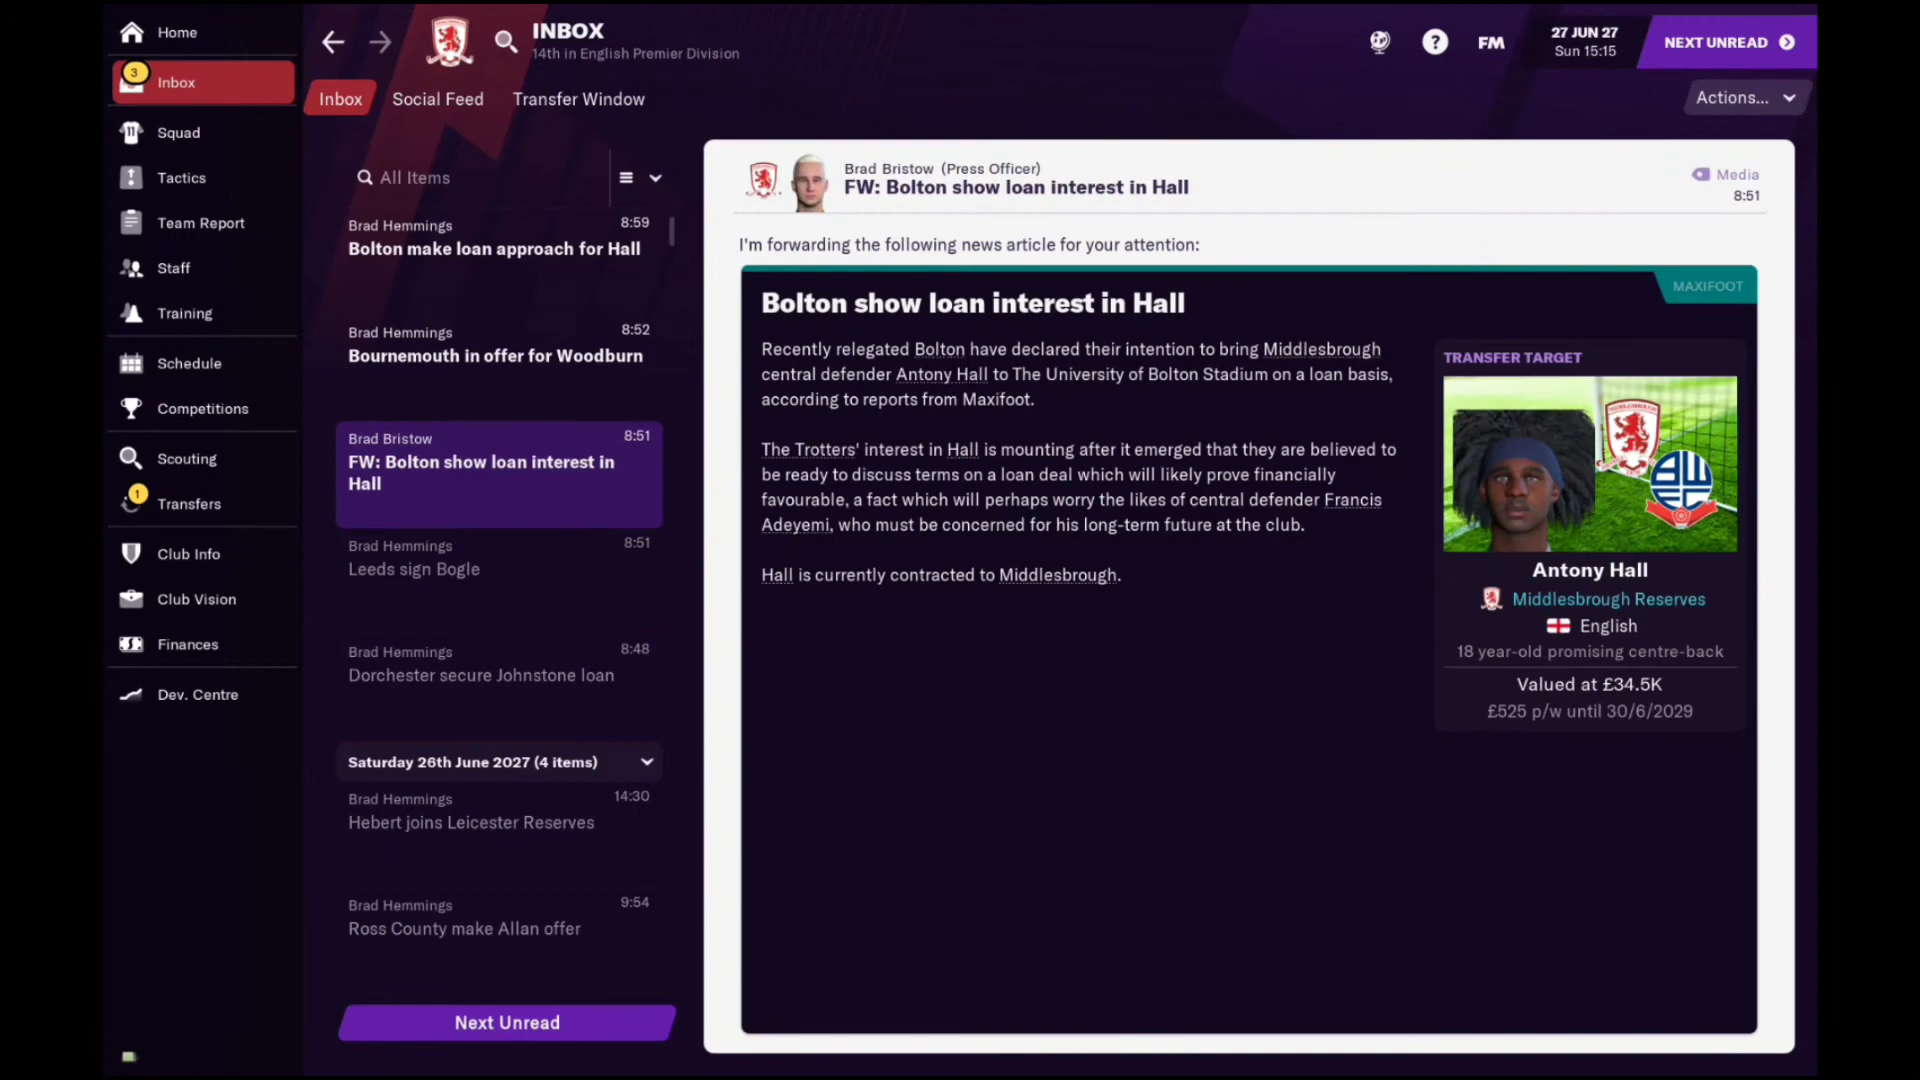 Home
3
Inbox
Squad
Tactics
Team Report
Staff
Training
Schedule
Competitions
Scouting
1
Transfers
Club Info
Club Vision
Finances
Dev. Centre
INBOX
14th in English Premier Division
?
FM
27 JUN 27
Sun 15:15
NEXT UNREAD
Inbox
Social Feed
Transfer Window
Actions...
All Items
Brad Hemmings 8:59
Bolton make loan approach for Hall
Brad Hemmings 8:52
Bournemouth in offer for Woodburn
Brad Bristow 8:51
FW: Bolton show loan interest in
Hall
Brad Hemmings 8:51
Leeds sign Bogle
Brad Hemmings 8:48
Dorchester secure Johnstone loan
Saturday 26th June 2027 (4 items)
Brad Hemmings 14:30
Hebert joins Leicester Reserves
Brad Hemmings 9:54
Ross County make Allan offer
Next Unread
Brad Bristow (Press Officer)
FW: Bolton show loan interest in Hall
Media
8:51
I'm forwarding the following news article for your attention:
MAXIFOOT
Bolton show loan interest in Hall
Recently relegated Bolton have declared their intention to bring Middlesbrough
central defender Antony Hall to The University of Bolton Stadium on a loan basis,
according to reports from Maxifoot.
The Trotters' interest in Hall is mounting after it emerged that they are believed to
be ready to discuss terms on a loan deal which will likely prove financially
favourable, a fact which will perhaps worry the likes of central defender Francis
Adeyemi, who must be concerned for his long-term future at the club.
Hall is currently contracted to Middlesbrough.
TRANSFER TARGET
Antony Hall
Middlesbrough Reserves
English
18 year-old promising centre-back
Valued at £34.5K
£525 p/w until 30/6/2029